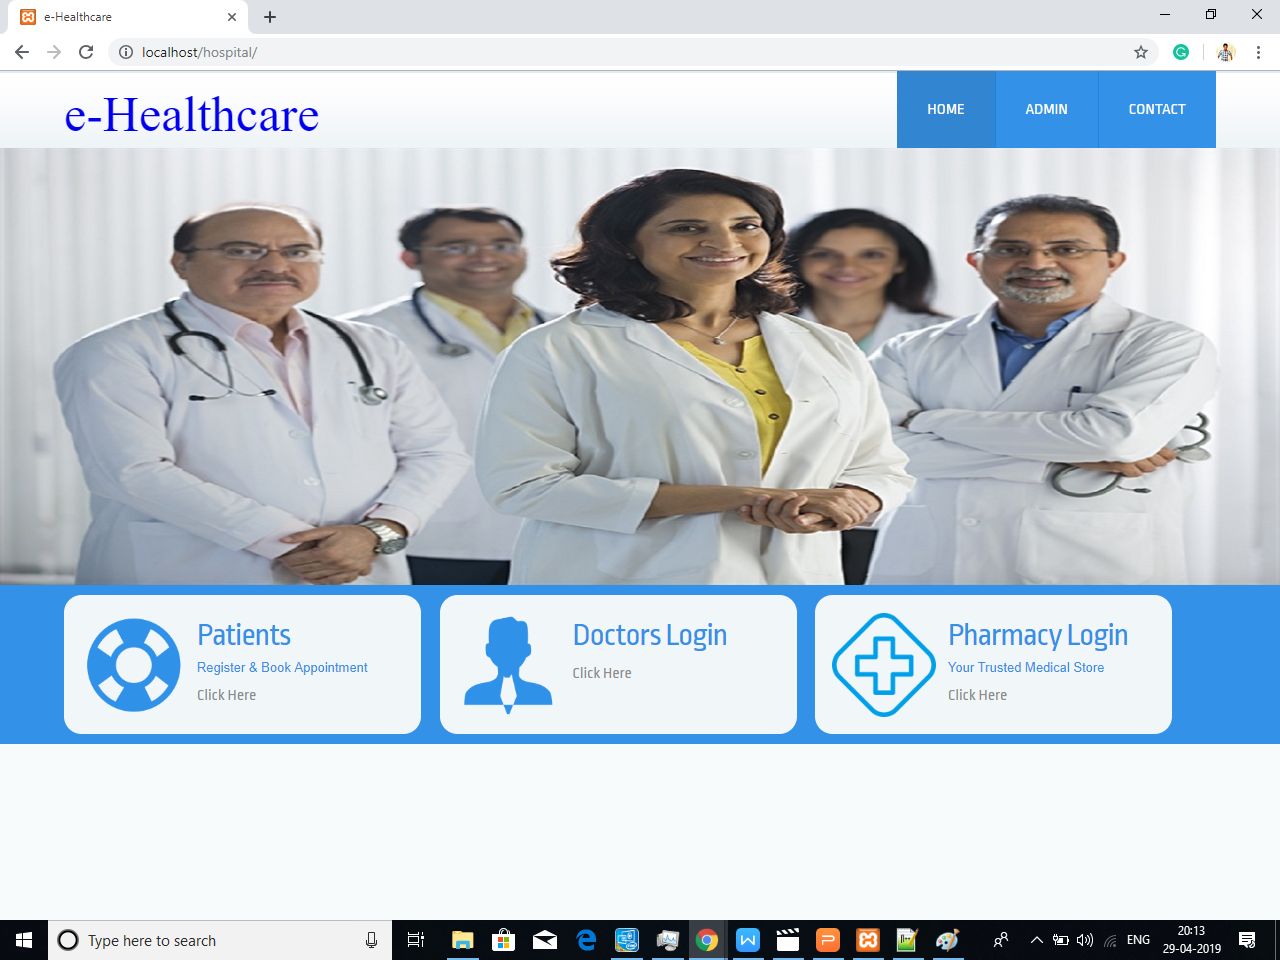 e-Healthcare
localhost/hospital/
e-Healthcare
HOME
ADMIN
CONTACT
Patients
Register & Book Appointment
Click Here
Doctors Login
Click Here
Pharmacy Login
Your Trusted Medical Store
Click Here
Type here to search
ENG
20:13
29-04-2019